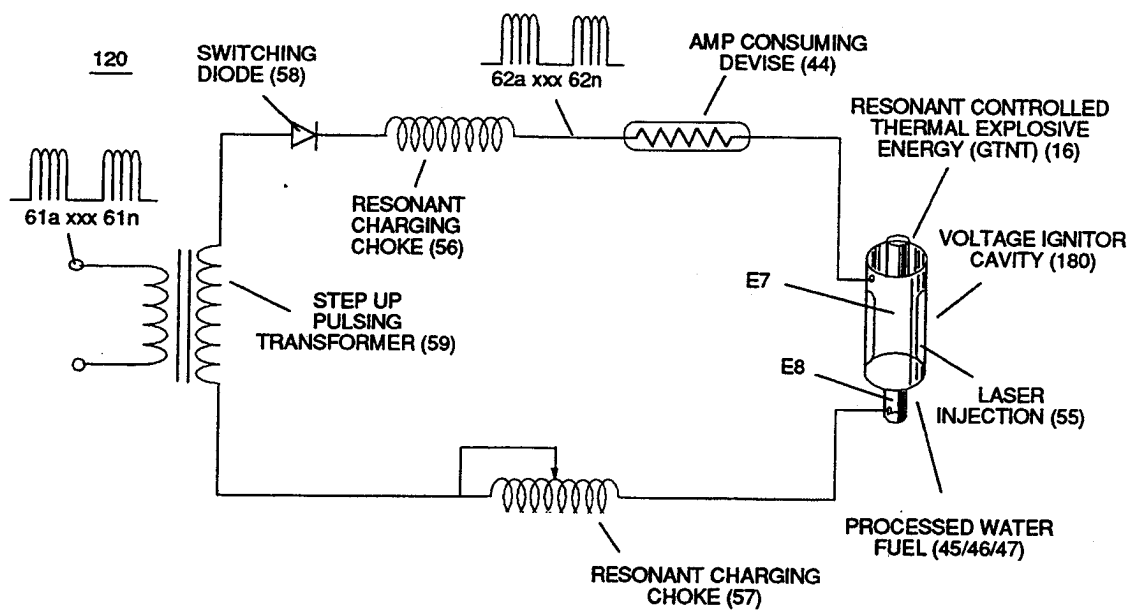 120
SWITCHING
DIODE (58)
62a xxx 62n
AMP CONSUMING
DEVISE (44)
RESONANT CONTROLLED
THERMAL EXPLOSIVE
ENERGY (GTNT) (16)
61a xxx 61n
RESONANT
CHARGING
CHOKE (56)
VOLTAGE IGNITOR
CAVITY (180)
E7
STEP UP
PULSING
TRANSFORMER (59)
E8
LASER
INJECTION (55)
PROCESSED WATER
FUEL (45/46/47)
RESONANT CHARGING
CHOKE (57)